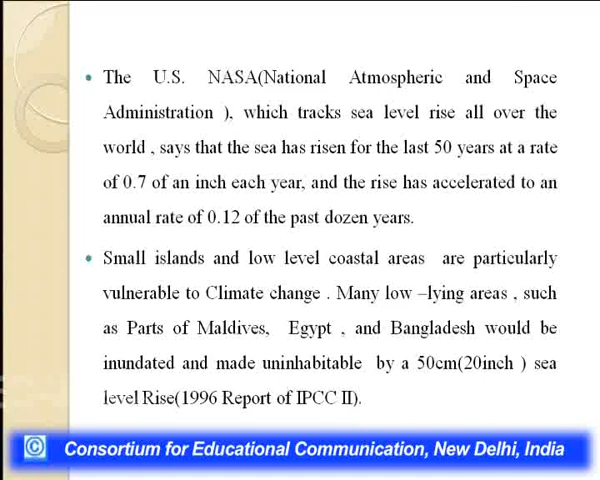 The U.S. NASA(National Atmospheric and Space
Administration ), which tracks sea level rise all over the
world , says that the sea has risen for the last 50 years at a rate
of 0.7 of an inch each year, and the rise has accelerated to an
annual rate of 0.12 of the past dozen years.
Small islands and low level coastal areas are particularly
vulnerable to Climate change . Many low –lying areas , such
as Parts of Maldives, Egypt , and Bangladesh would be
inundated and made uninhabitable by a 50cm(20inch ) sea
level Rise(1996 Report of IPCC II).
© Consortium for Educational Communication, New Delhi, India